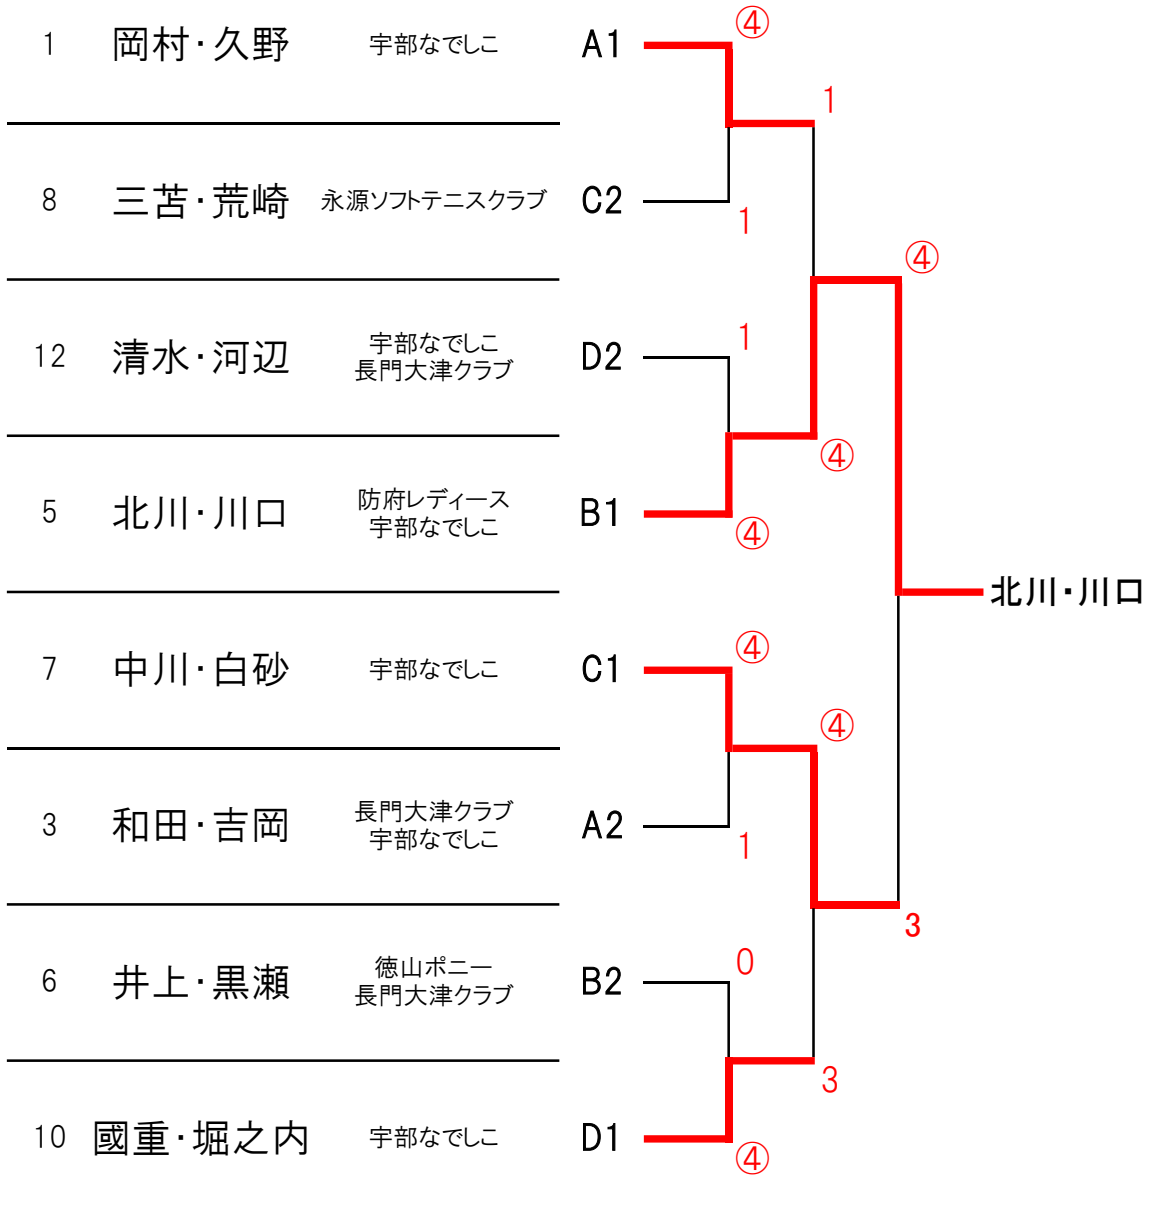 1 岡村・久野 宇部なでしこ A1 ④
1
8 三苫・荒崎 永源ソフトテニスクラブ C2 1
④
12 清水・河辺 宇部なでしこ D2 1
長門大津クラブ
④
5 北川・川口 防府レディース B1 ④
宇部なでしこ
北川・川口
7 中川・白砂 宇部なでしこ C1 ④
④
3 和田・吉岡 長門大津クラブ A2 1
宇部なでしこ
3
6 井上・黒瀬 徳山ポニー B2 0
長門大津クラブ
3
10 國重・堀之内 宇部なでしこ D1 ④